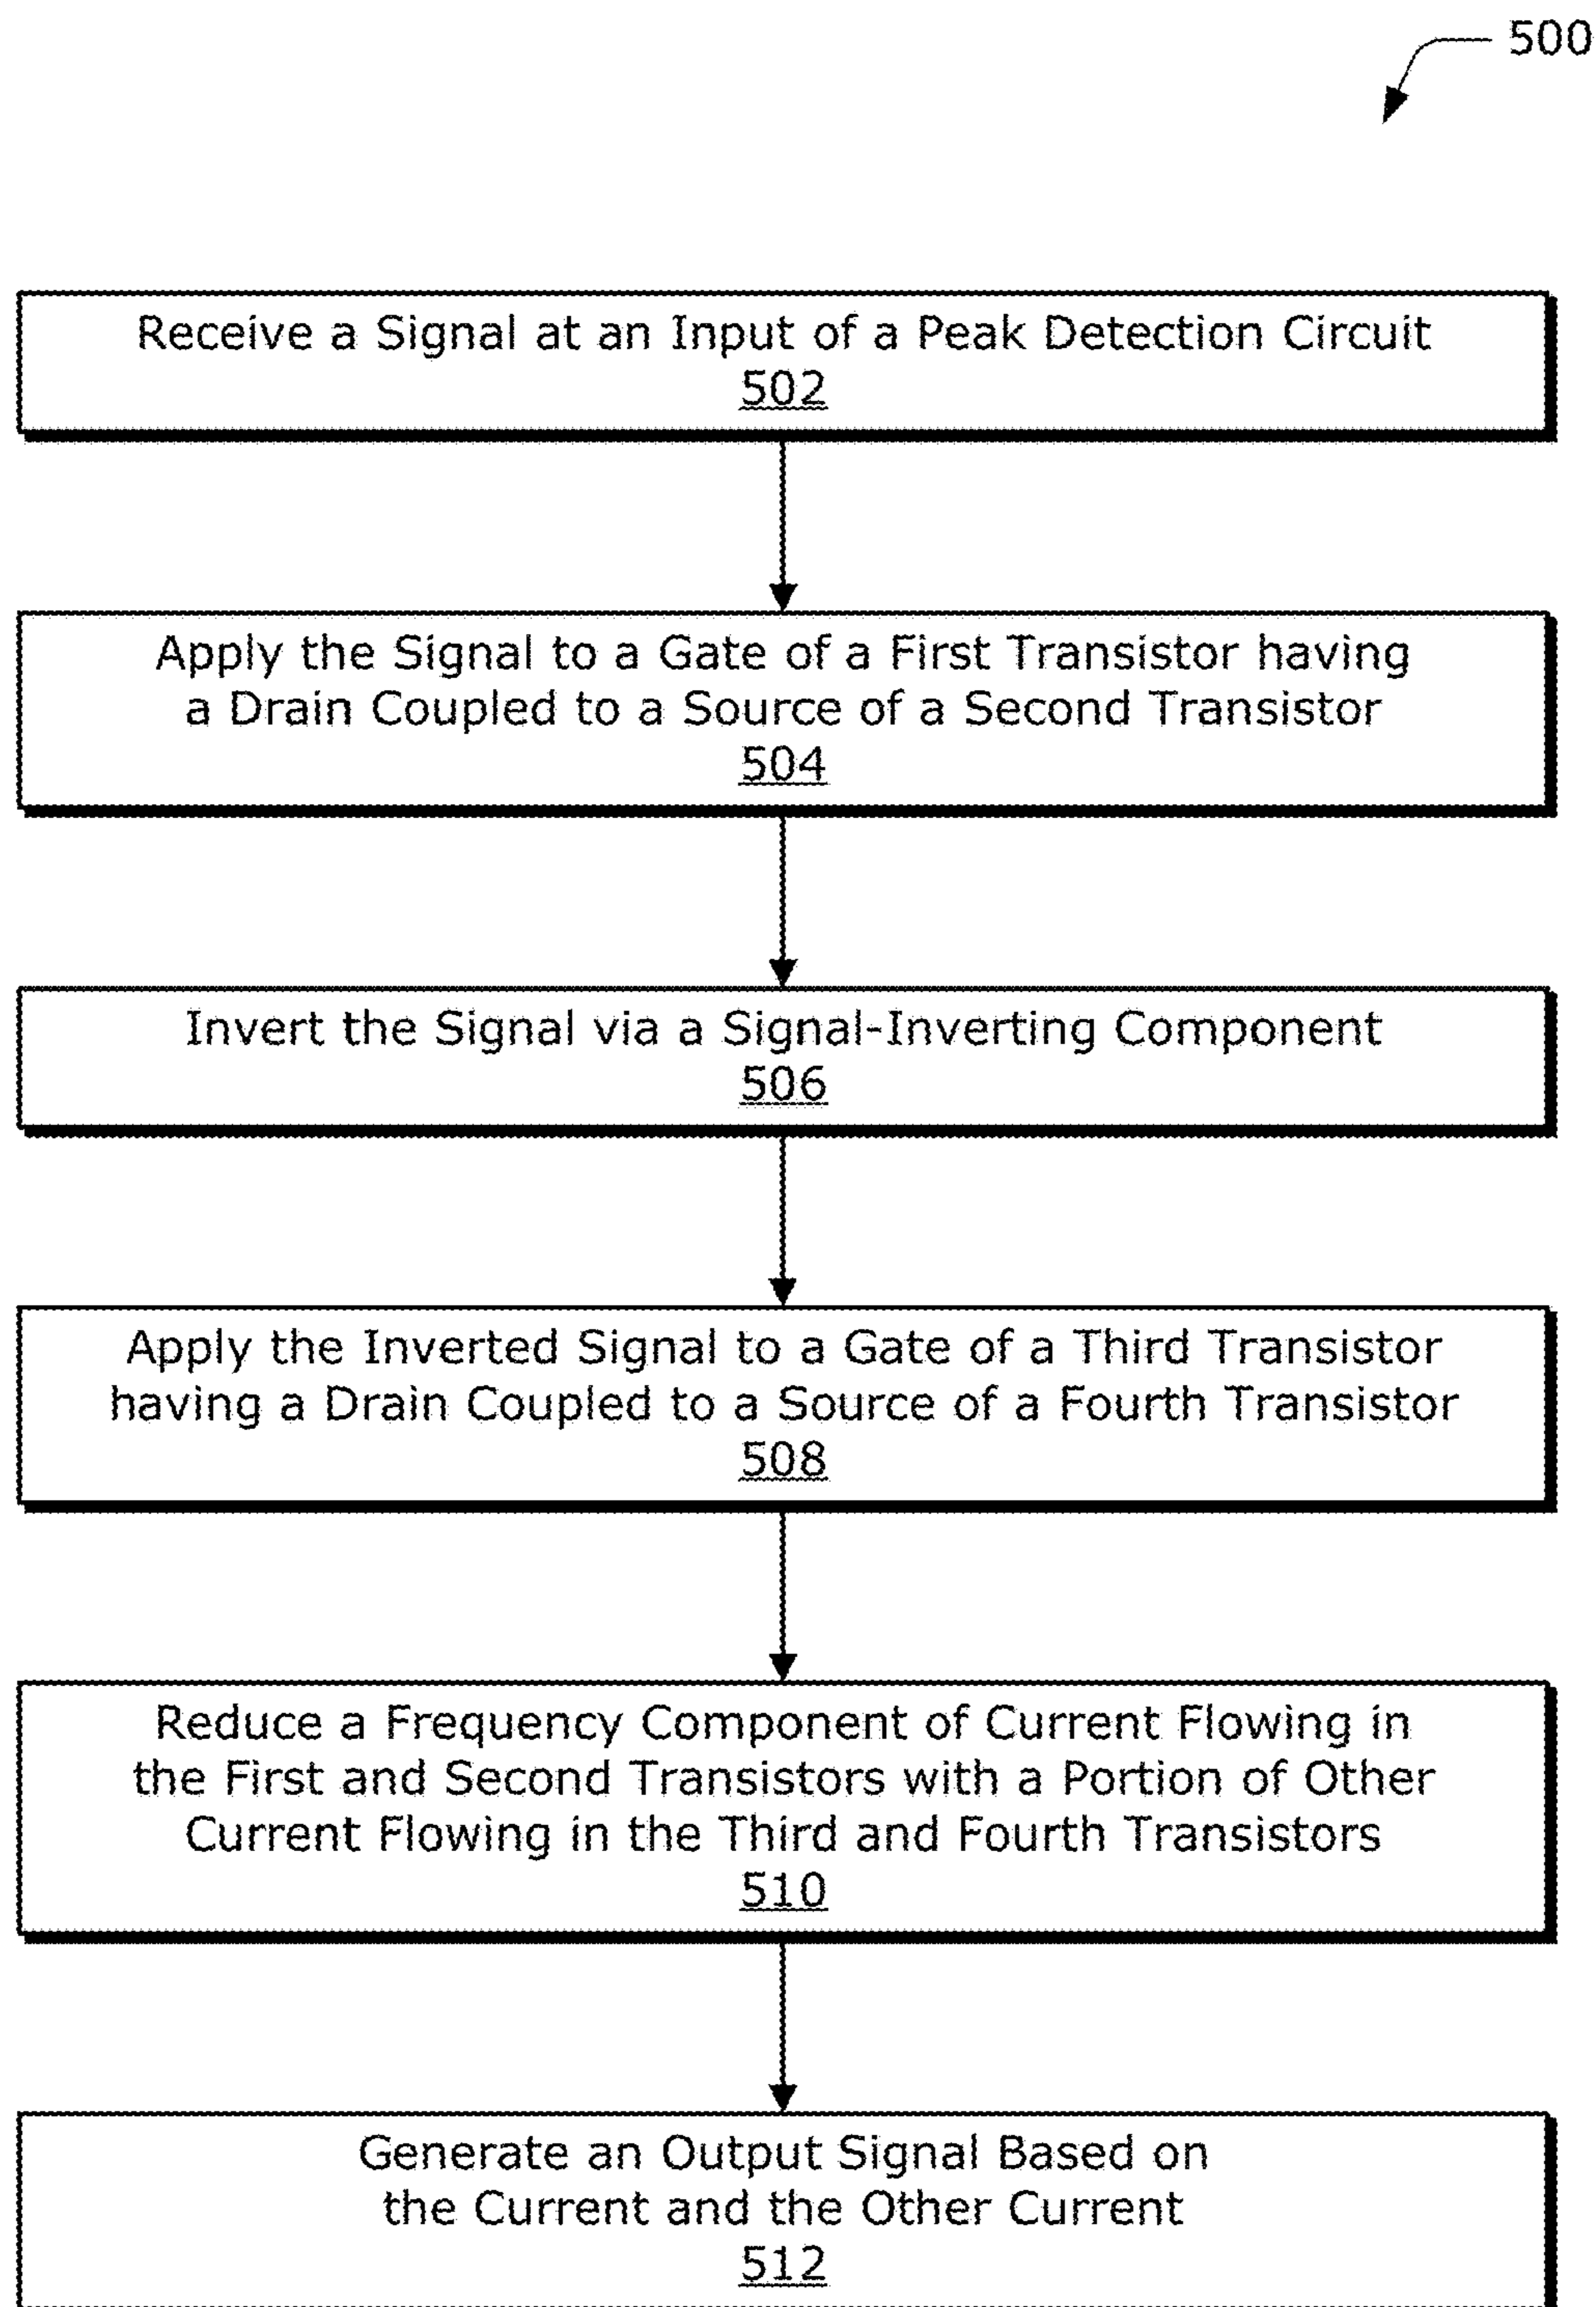 500
Receive a Signal at an Input of a Peak Detection Circuit
502
Apply the Signal to a Gate of a First Transistor having
a Drain Coupled to a Source of a Second Transistor
504
Invert the Signal via a Signal-Inverting Component
506
Apply the Inverted Signal to a Gate of a Third Transistor
having a Drain Coupled to a Source of a Fourth Transistor
508
Reduce a Frequency Component of Current Flowing in
the First and Second Transistors with a Portion of Other
Current Flowing in the Third and Fourth Transistors
510
Generate an Output Signal Based on
the Current and the Other Current
512